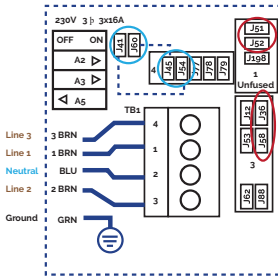 230V 3 þ 3x16A
OFF ON
A2
A3
A5
J41
J60
4
J45
J54
J77
J78
J79
J51
J52
J198
1
Unfused
J12
J36
J53
J58
3
J62
J88
TB1
Line 3 3 BRN 4
Line 1 1 BRN 1
Neutral BLU 2
Line 2 2 BRN 3
Ground GRN